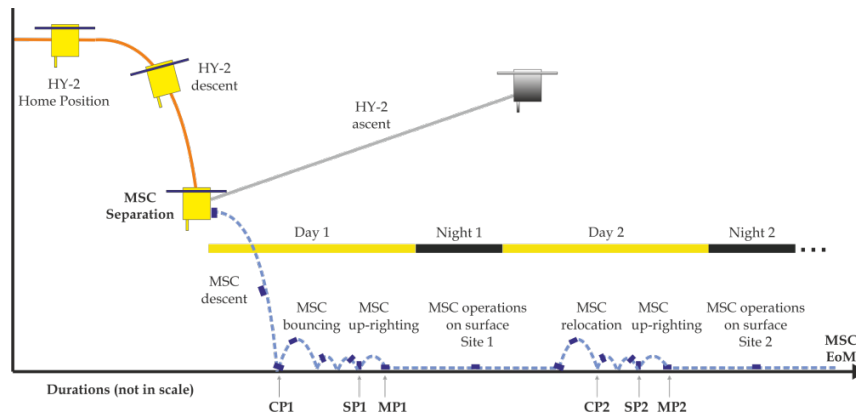 HY-2
Home Position
HY-2
descent
HY-2
ascent
MSC
Separation
Day 1
Night 1
Day 2
Night 2
MSC
descent
MSC
bouncing
MSC
up-righting
MSC operations
on surface
Site 1
MSC
relocation
MSC
up-righting
MSC operations
on surface
Site 2
MSC
EoM
Durations (not in scale)
CP1
SP1
MP1
CP2
SP2
MP2